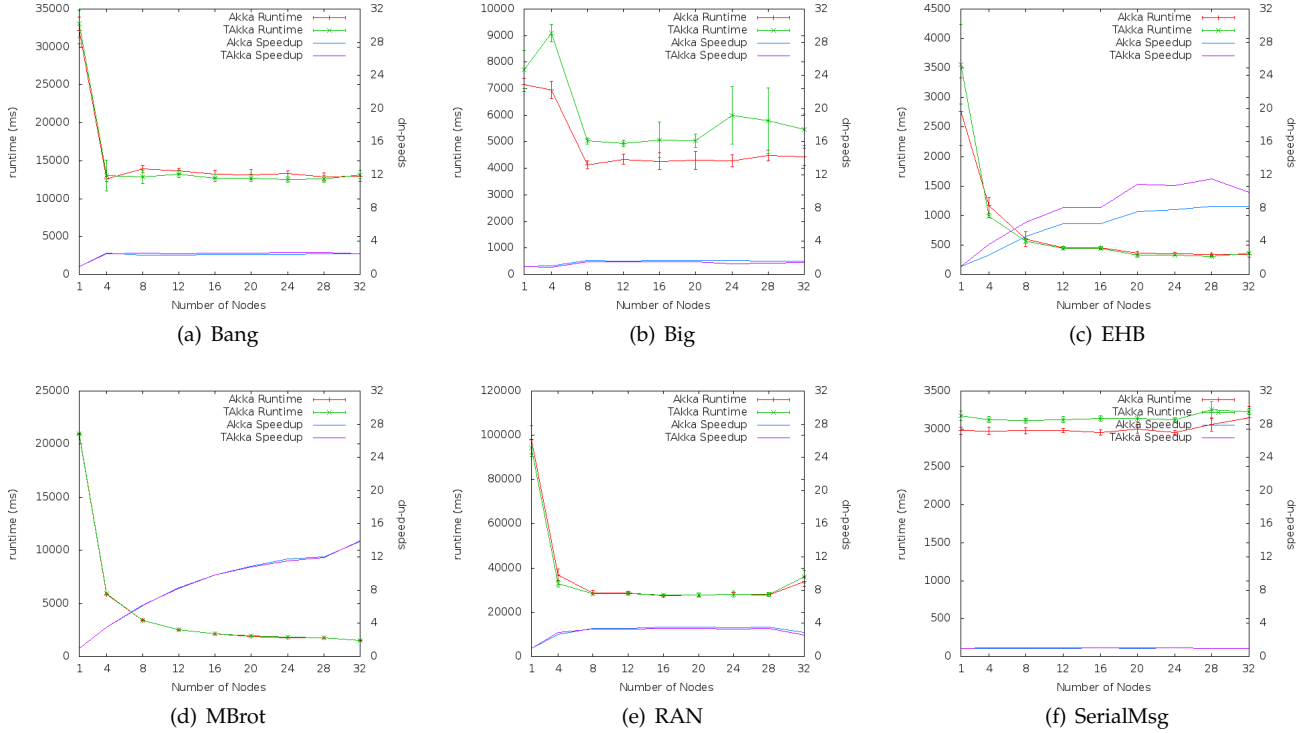 35000
30000
25000
20000
15000
10000
5000
0
runtime (ms)
32
28
24
20
16
12
8
4
0
speed-up
Akka Runtime
TAkka Runtime
Akka Speedup
TAkka Speedup
1 4 8 12 16 20 24 28 32
Number of Nodes
(a) Bang
10000
9000
8000
7000
6000
5000
4000
3000
2000
1000
0
runtime (ms)
32
28
24
20
16
12
8
4
0
speed-up
Akka Runtime
TAkka Runtime
Akka Speedup
TAkka Speedup
1 4 8 12 16 20 24 28 32
Number of Nodes
(b) Big
4500
4000
3500
3000
2500
2000
1500
1000
500
0
runtime (ms)
32
28
24
20
16
12
8
4
0
speed-up
Akka Runtime
TAkka Runtime
Akka Speedup
TAkka Speedup
1 4 8 12 16 20 24 28 32
Number of Nodes
(c) EHB
25000
20000
15000
10000
5000
0
runtime (ms)
32
28
24
20
16
12
8
4
0
speed-up
Akka Runtime
TAkka Runtime
Akka Speedup
TAkka Speedup
1 4 8 12 16 20 24 28 32
Number of Nodes
(d) MBrot
120000
100000
80000
60000
40000
20000
0
runtime (ms)
32
28
24
20
16
12
8
4
0
speed-up
Akka Runtime
TAkka Runtime
Akka Speedup
TAkka Speedup
1 4 8 12 16 20 24 28 32
Number of Nodes
(e) RAN
3500
3000
2500
2000
1500
1000
500
0
runtime (ms)
32
28
24
20
16
12
8
4
0
speed-up
Akka Runtime
TAkka Runtime
Akka Speedup
TAkka Speedup
1 4 8 12 16 20 24 28 32
Number of Nodes
(f) SerialMsg